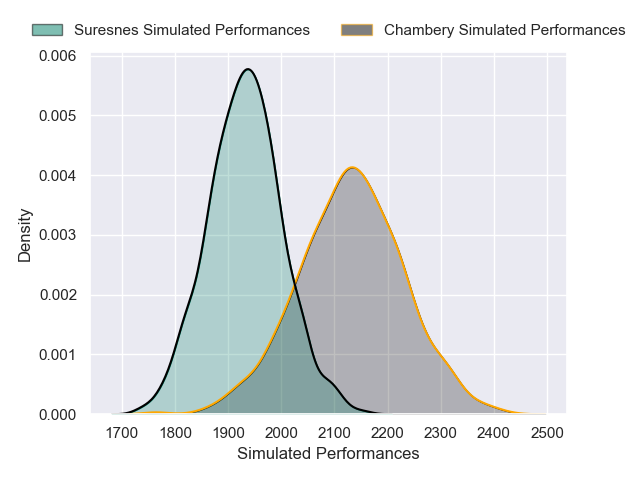 Suresnes Simulated Performances Chambery Simulated Performances
0.006
0.005
0.004
0.003
0.002
0.001
0.000
Density
1700 1800 1900 2000 2100 2200 2300 2400 2500
Simulated Performances